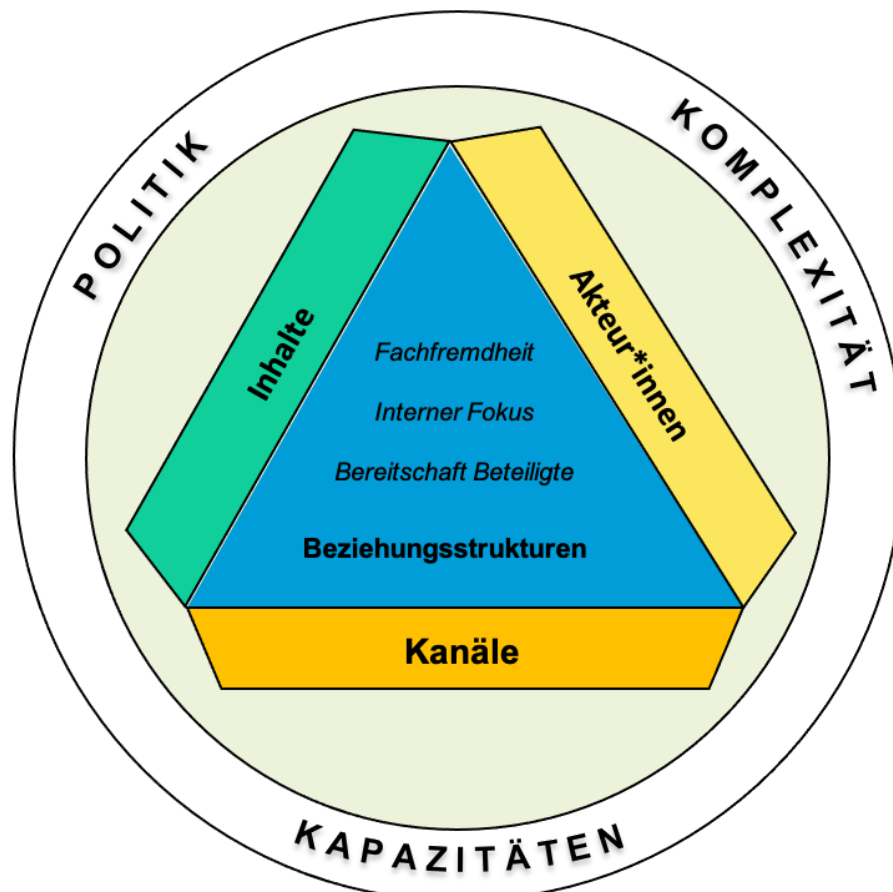 POLITIK
KOMPLEXITÄT
Inhalte
Akteur*innen
Fachfremdheit
Interner Fokus
Bereitschaft Beteiligte
Beziehungsstrukturen
Kanäle
KAPAZITÄTEN